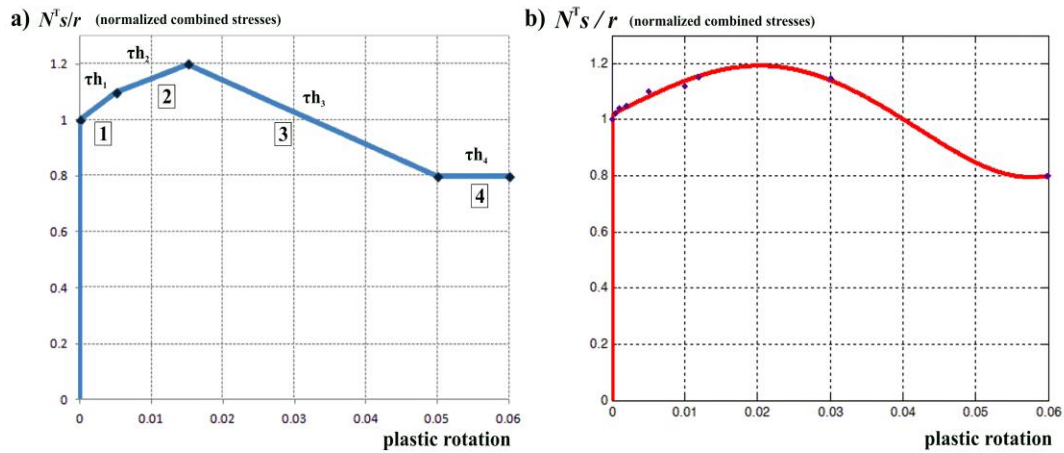 a) Nᵀs/r (normalized combined stresses)
1.2
1
0.8
0.6
0.4
0.2
0
τh₁
τh₂
τh₃
τh₄
1
2
3
4
0 0.01 0.02 0.03 0.04 0.05 0.06
plastic rotation
b) Nᵀs / r (normalized combined stresses)
1.2
1
0.8
0.6
0.4
0.2
0
0 0.01 0.02 0.03 0.04 0.05 0.06
plastic rotation